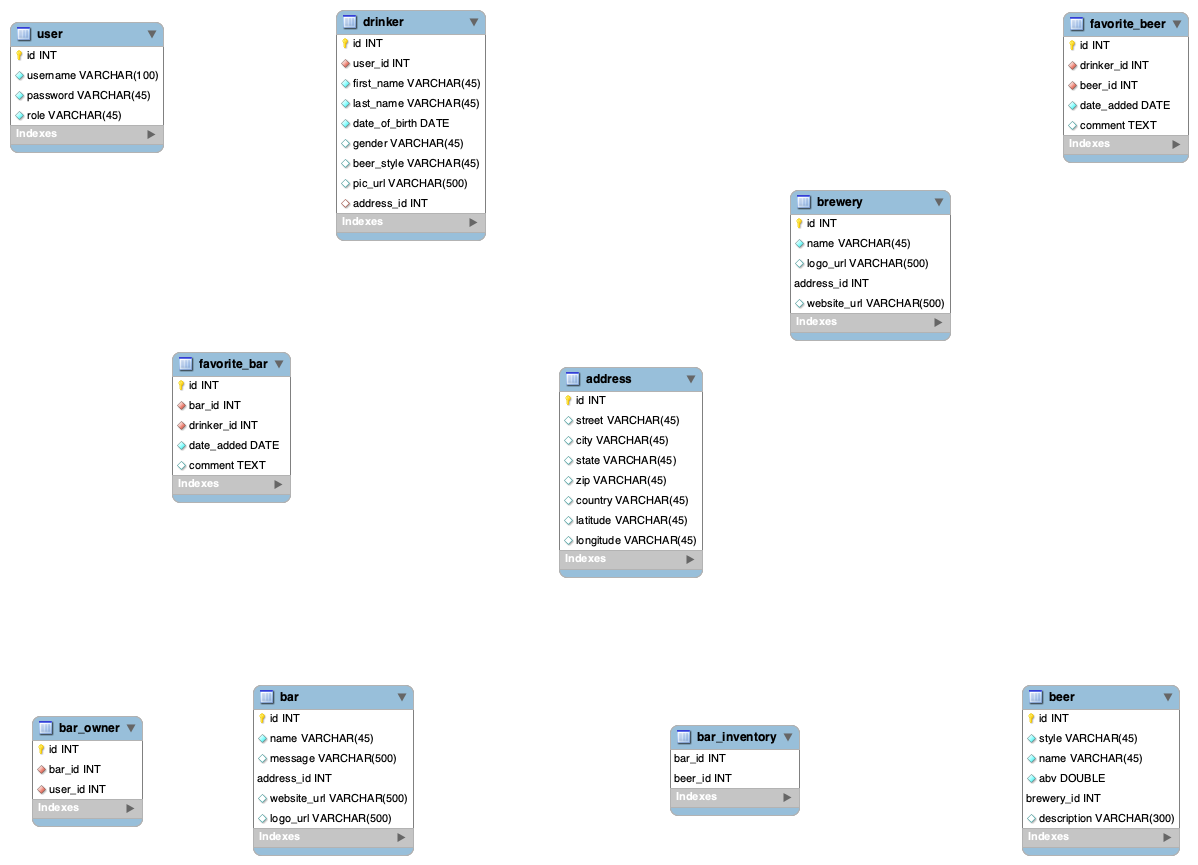 user
id INT
username VARCHAR(100)
password VARCHAR(45)
role VARCHAR(45)
Indexes
drinker
id INT
user_id INT
first_name VARCHAR(45)
last_name VARCHAR(45)
date_of_birth DATE
gender VARCHAR(45)
beer_style VARCHAR(45)
pic_url VARCHAR(500)
address_id INT
Indexes
favorite_beer
id INT
drinker_id INT
beer_id INT
date_added DATE
comment TEXT
Indexes
brewery
id INT
name VARCHAR(45)
logo_url VARCHAR(500)
address_id INT
website_url VARCHAR(500)
Indexes
favorite_bar
id INT
bar_id INT
drinker_id INT
date_added DATE
comment TEXT
Indexes
address
id INT
street VARCHAR(45)
city VARCHAR(45)
state VARCHAR(45)
zip VARCHAR(45)
country VARCHAR(45)
latitude VARCHAR(45)
longitude VARCHAR(45)
Indexes
bar_owner
id INT
bar_id INT
user_id INT
Indexes
bar
id INT
name VARCHAR(45)
message VARCHAR(500)
address_id INT
website_url VARCHAR(500)
logo_url VARCHAR(500)
Indexes
bar_inventory
bar_id INT
beer_id INT
Indexes
beer
id INT
style VARCHAR(45)
name VARCHAR(45)
abv DOUBLE
brewery_id INT
description VARCHAR(300)
Indexes